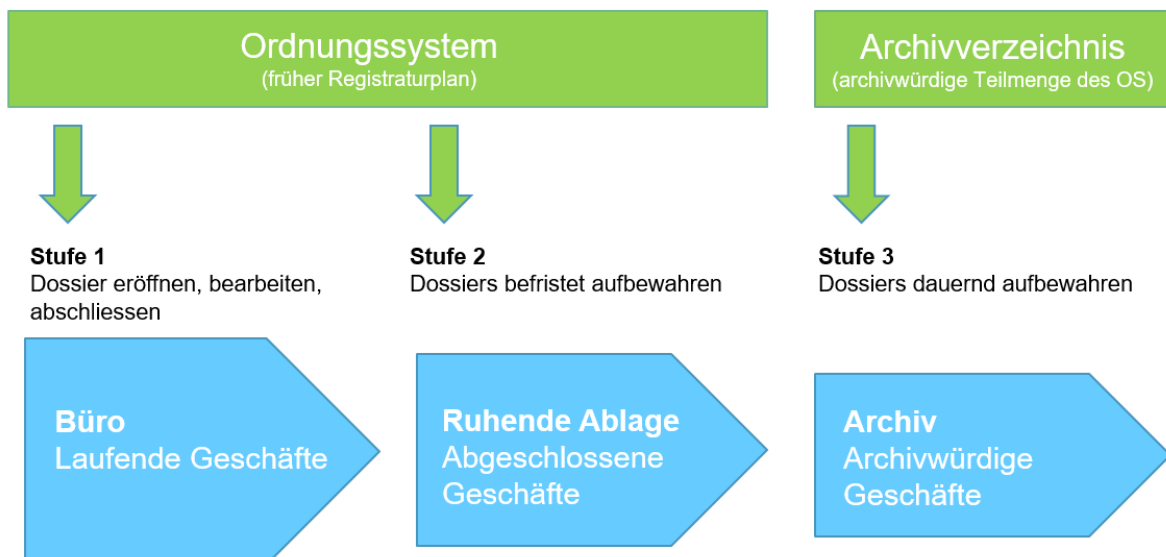 Ordnungssystem
(früher Registraturplan)
Archivverzeichnis
(archivwürdige Teilmenge des OS)
Stufe 1
Dossier eröffnen, bearbeiten,
abschliessen
Stufe 2
Dossiers befristet aufbewahren
Stufe 3
Dossiers dauernd aufbewahren
Büro
Laufende Geschäfte
Ruhende Ablage
Abgeschlossene
Geschäfte
Archiv
Archivwürdige
Geschäfte